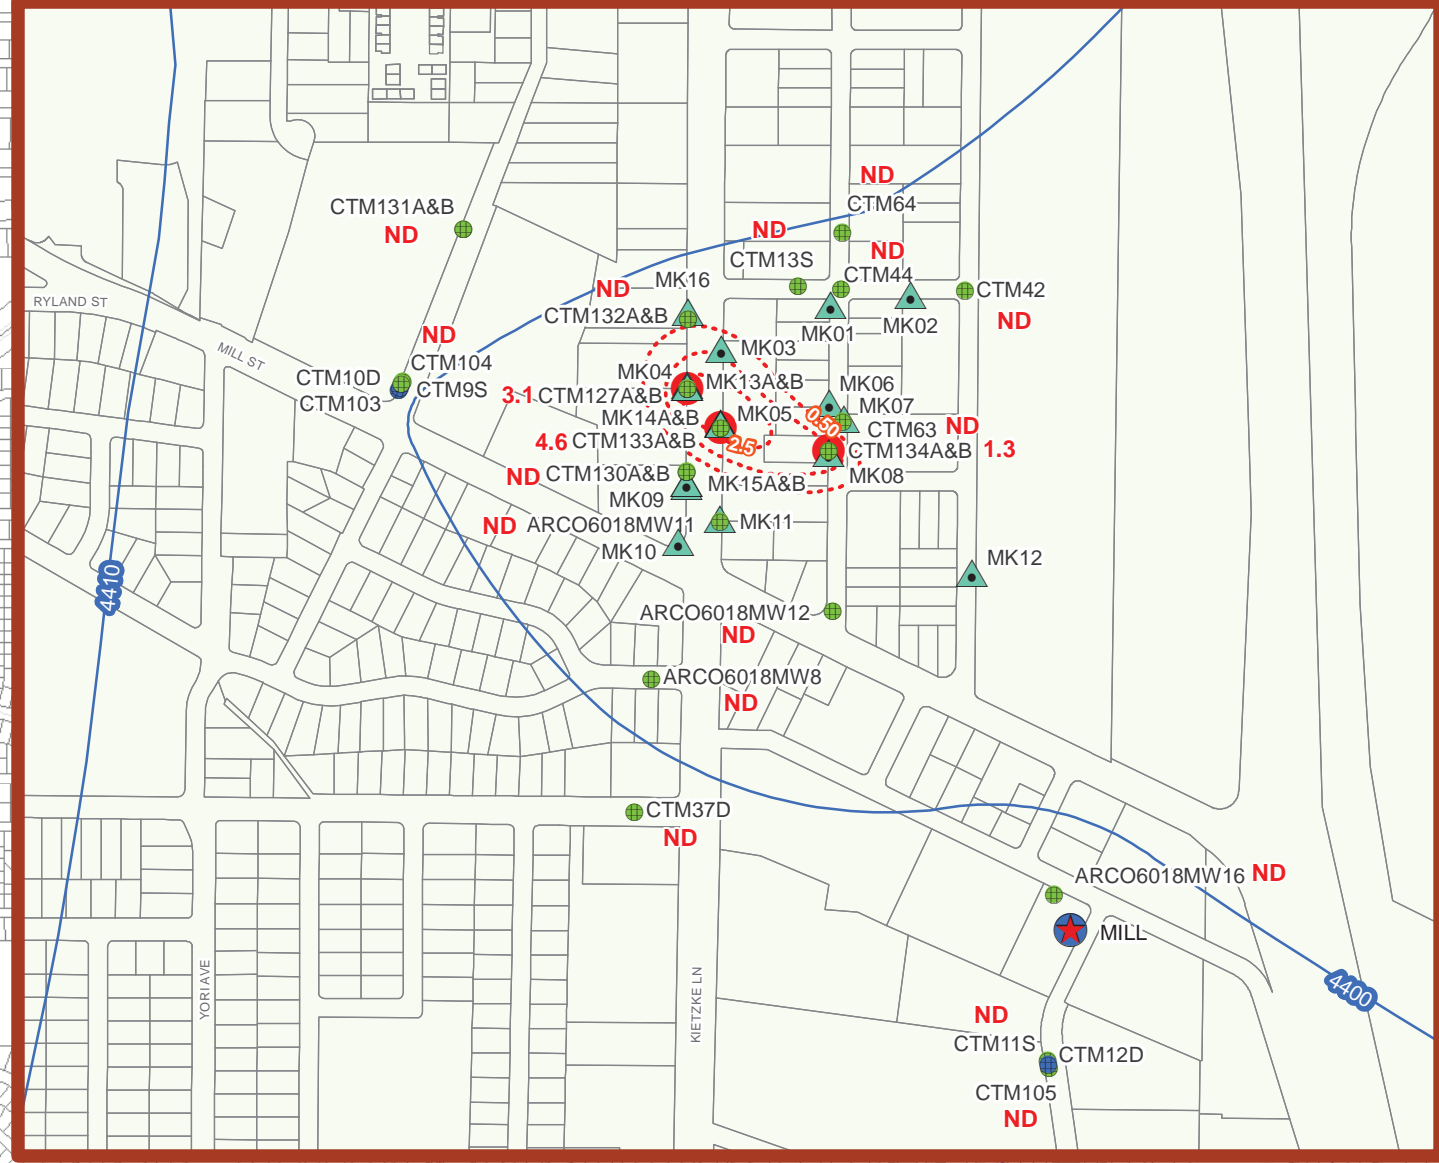 ND
CTM64
CTM131A&B
ND
ND
CTM13S
ND
CTM44
MK16
ND
CTM42
ND
RYLAND ST
CTM132A&B
MK01
MK02
ND
MILL ST
MK03
CTM104
CTM10D
CTM9S
CTM103
MK04
MK13A&B
3.1 CTM127A&B
MK06
MK07
0.50
MK14A&B
MK05
CTM63
ND
4.6 CTM133A&B
2.5
CTM134A&B 1.3
ND CTM130A&B
MK15A&B
MK08
MK09
ND ARCO6018MW11
MK11
MK10
MK12
4410
ARCO6018MW12
ND
ARCO6018MW8
ND
CTM37D
ND
ARCO6018MW16 ND
MILL
YORI AVE
KIETZKE LN
4400
ND
CTM11S
CTM12D
CTM105
ND